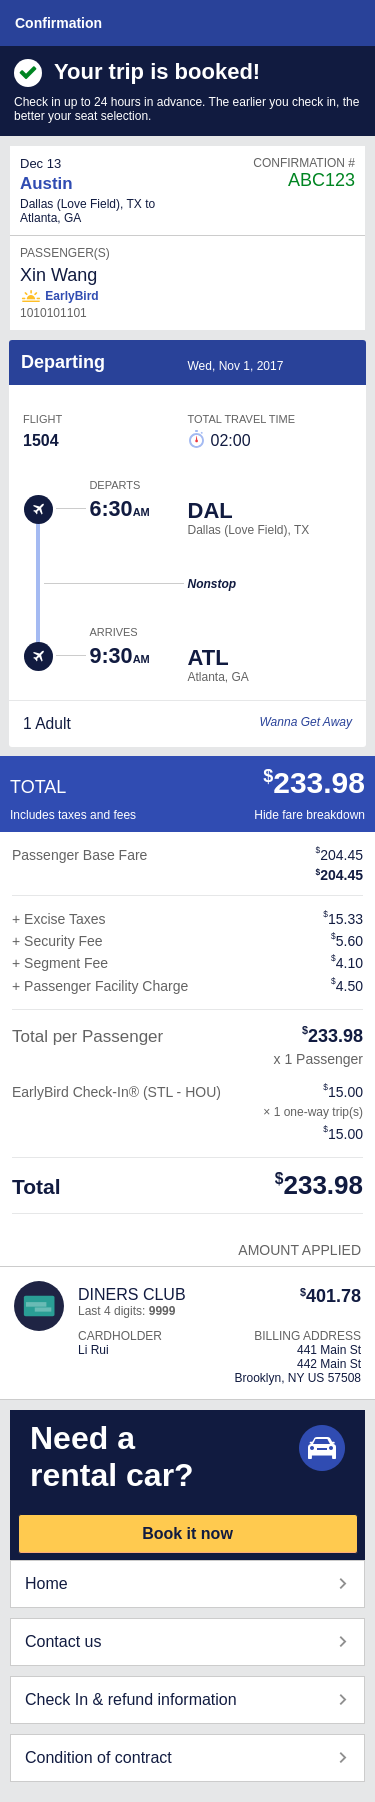 Confirmation
Your trip is booked!
Check in up to 24 hours in advance. The earlier you check in, the
better your seat selection.
Dec 13
CONFIRMATION #
Austin
ABC123
Dallas (Love Field), TX to
Atlanta, GA
PASSENGER(S)
Xin Wang
EarlyBird
1010101101
Departing
Wed, Nov 1, 2017
FLIGHT
TOTAL TRAVEL TIME
1504
02:00
DEPARTS
6:30AM
DAL
Dallas (Love Field), TX
Nonstop
ARRIVES
9:30AM
ATL
Atlanta, GA
1 Adult
Wanna Get Away
TOTAL
$233.98
Includes taxes and fees
Hide fare breakdown
Passenger Base Fare
$204.45
$204.45
+ Excise Taxes
$15.33
+ Security Fee
$5.60
+ Segment Fee
$4.10
+ Passenger Facility Charge
$4.50
Total per Passenger
$233.98
x 1 Passenger
EarlyBird Check-In® (STL - HOU)
$15.00
× 1 one-way trip(s)
$15.00
Total
$233.98
AMOUNT APPLIED
DINERS CLUB
$401.78
Last 4 digits: 9999
CARDHOLDER
BILLING ADDRESS
Li Rui
441 Main St
442 Main St
Brooklyn, NY US 57508
Need a
rental car?
Book it now
Home
Contact us
Check In & refund information
Condition of contract